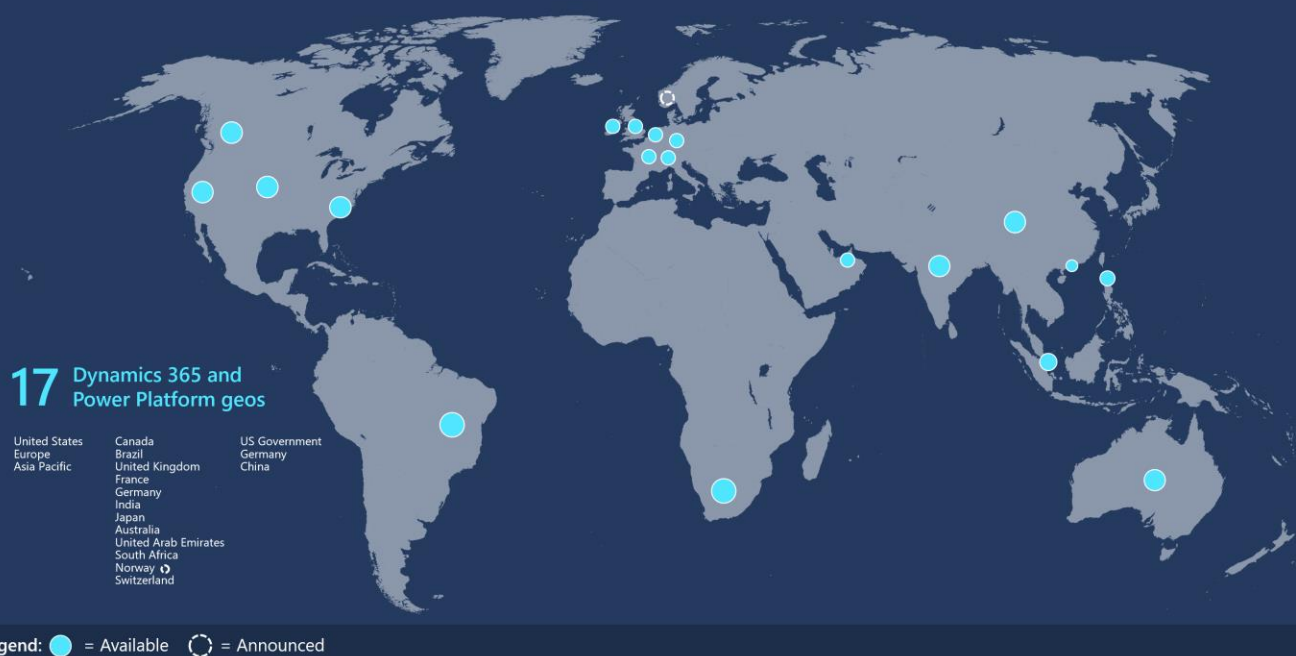 17 Dynamics 365 and
Power Platform geos
United States
Europe
Asia Pacific
Canada
Brazil
United Kingdom
France
Germany
India
Japan
Australia
United Arab Emirates
South Africa
Norway
Switzerland
US Government
Germany
China
gend: = Available = Announced